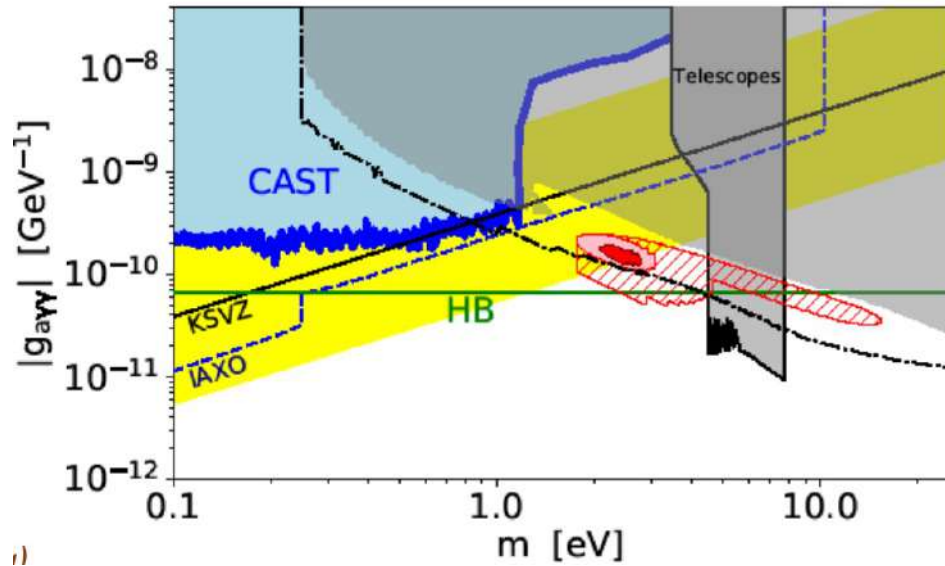 10⁻⁸
Telescopes
10⁻⁹
CAST
|gₐᵧᵧ| [GeV⁻¹]
10⁻¹⁰
KSVZ
HB
IAXO
10⁻¹¹
10⁻¹²
0.1 1.0 10.0
m [eV]